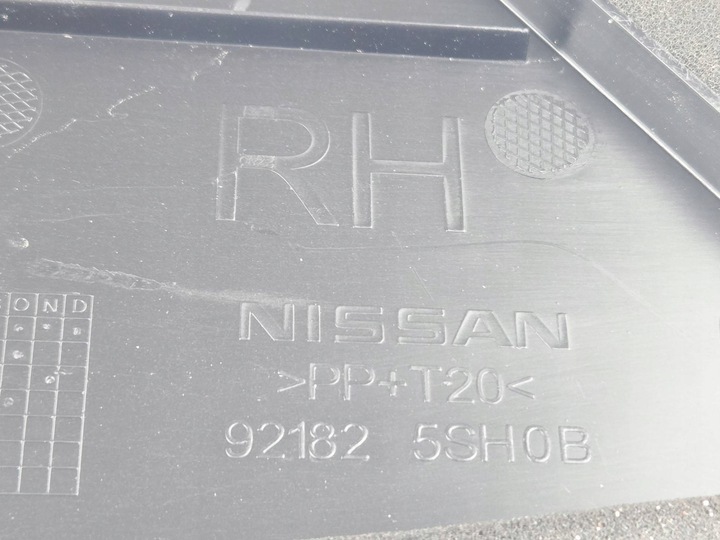 RH
O N D
NISSAN
>PP+T20<
92182 5SH0B